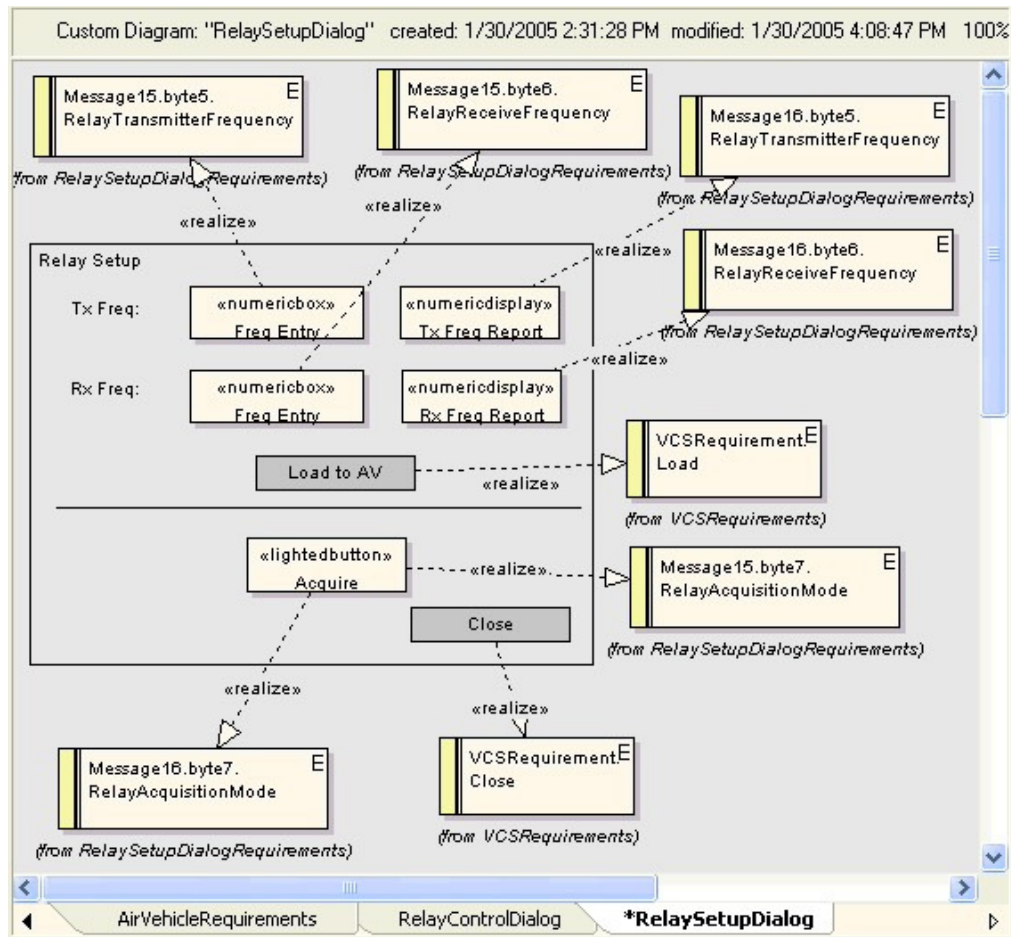 Custom Diagram: "RelaySetupDialog" created: 1/30/2005 2:31:28 PM modified: 1/30/2005 4:08:47 PM 100%
Message15.byte5.
RelayTransmitterFrequency
E
(from RelaySetupDialogRequirements)
Message15.byte6.
RelayReceiveFrequency
E
(from RelaySetupDialogRequirements)
Message16.byte5.
RelayTransmitterFrequency
E
(from RelaySetupDialogRequirements)
«realize»
«realize»
«realize»
Message16.byte6.
RelayReceiveFrequency
E
(from RelaySetupDialogRequirements)
«realize»
Relay Setup
Tx Freq:
«numericbox»
Freq Entry
«numericdisplay»
Tx Freq Report
Rx Freq:
«numericbox»
Freq Entry
«numericdisplay»
Rx Freq Report
Load to AV
«realize»
VCSRequirement.
Load
E
(from VCSRequirements)
«lightedbutton»
Acquire
«realize»
Message15.byte7.
RelayAcquisitionMode
E
(from RelaySetupDialogRequirements)
Close
«realize»
«realize»
Message16.byte7.
RelayAcquisitionMode
E
(from RelaySetupDialogRequirements)
VCSRequirement.
Close
E
(from VCSRequirements)
AirVehicleRequirements
RelayControlDialog
*RelaySetupDialog